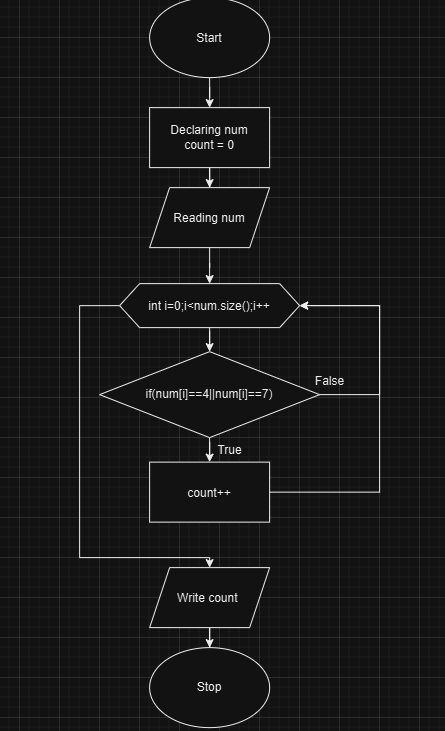 Start
Declaring num
count = 0
Reading num
int i=0;i<num.size();i++
if(num[i]==4||num[i]==7)
False
True
count++
Write count
Stop